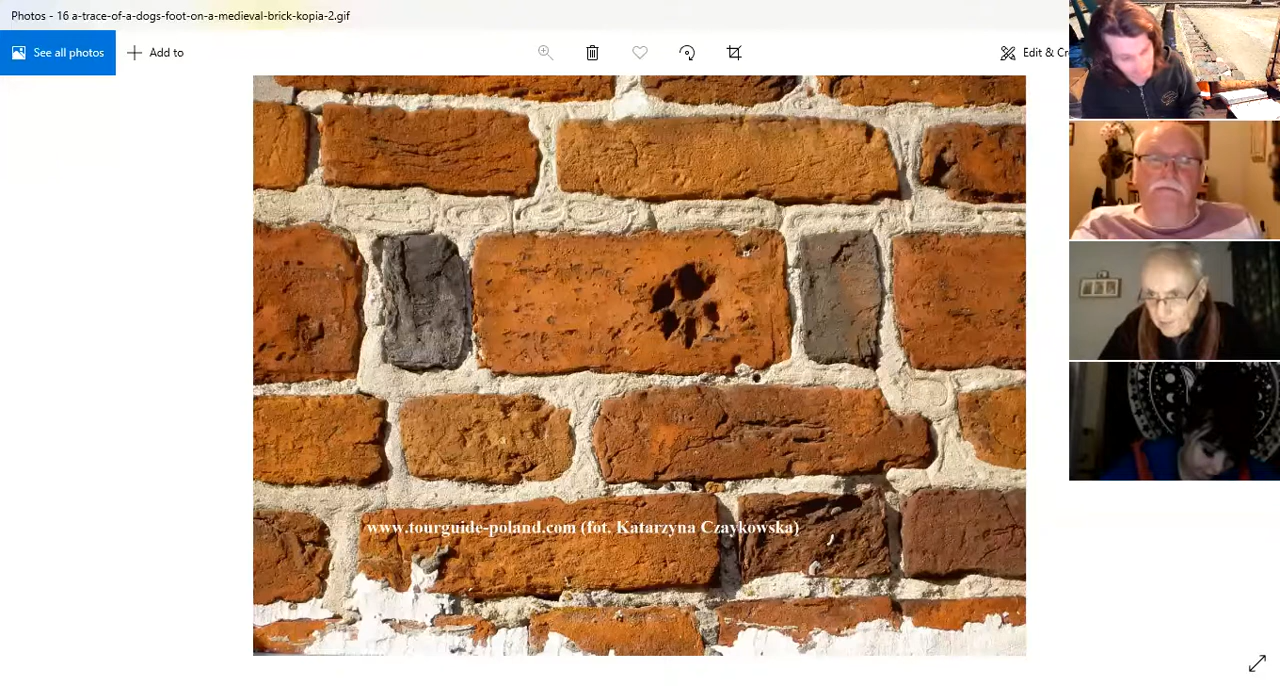 Photos - 16 a-trace-of-a-dogs-foot-on-a-medieval-brick-kopia-2.gif
See all photos
Add to
Edit & Cr
www.tourguide-poland.com (fot. Katarzyna Czaykowska)